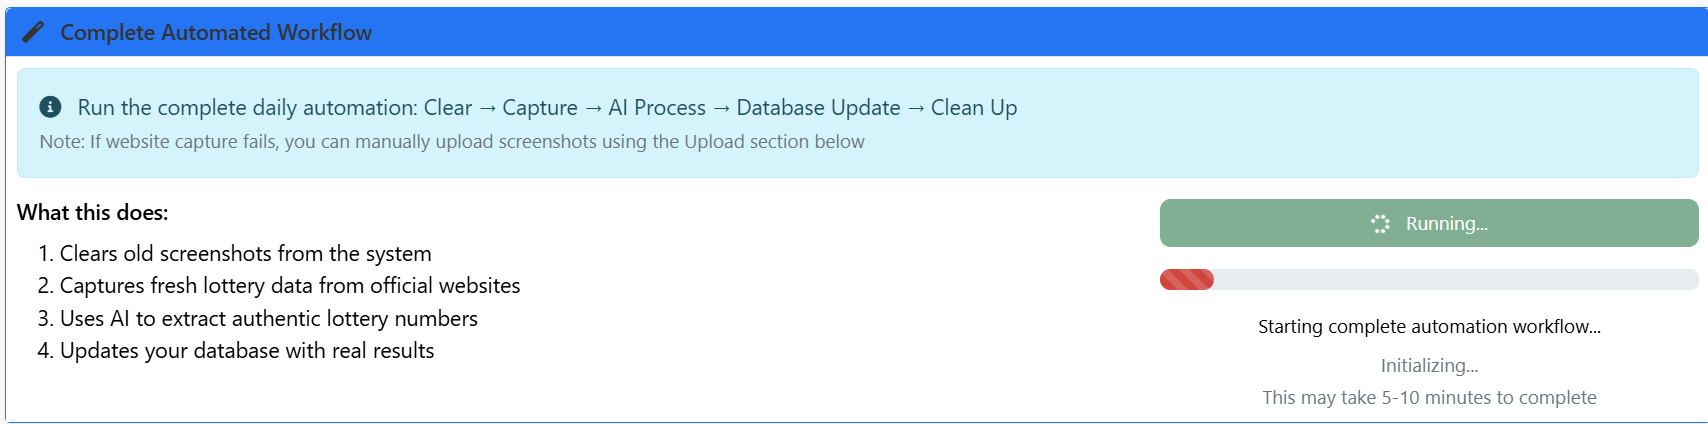 Complete Automated Workflow
Run the complete daily automation: Clear → Capture → AI Process → Database Update → Clean Up
Note: If website capture fails, you can manually upload screenshots using the Upload section below
What this does:
1. Clears old screenshots from the system
2. Captures fresh lottery data from official websites
3. Uses AI to extract authentic lottery numbers
4. Updates your database with real results
Running...
Starting complete automation workflow...
Initializing...
This may take 5-10 minutes to complete